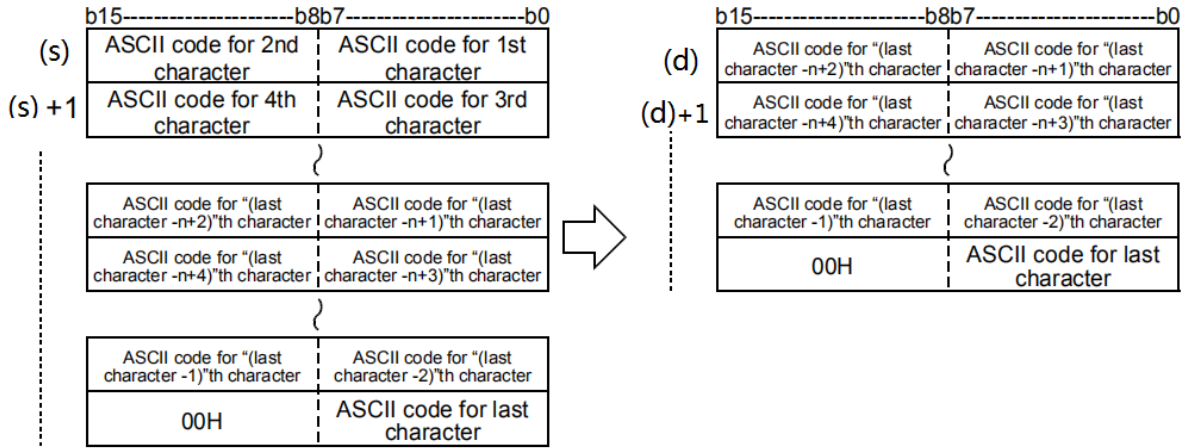 b15--------------------b8b7-----------------------b0
(s)
ASCII code for 2nd
character
ASCII code for 1st
character
(s) +1
ASCII code for 4th
character
ASCII code for 3rd
character
ASCII code for “(last
character -n+2)”th character
ASCII code for “(last
character -n+1)”th character
ASCII code for “(last
character -n+4)”th character
ASCII code for “(last
character -n+3)”th character
ASCII code for “(last
character -1)”th character
ASCII code for “(last
character -2)”th character
00H
ASCII code for last
character
b15----------------------b8b7-----------------------b0
(d)
ASCII code for “(last
character -n+2)”th character
ASCII code for “(last
character -n+1)”th character
(d)+1
ASCII code for “(last
character -n+4)”th character
ASCII code for “(last
character -n+3)”th character
ASCII code for “(last
character -1)”th character
ASCII code for “(last
character -2)”th character
00H
ASCII code for last
character